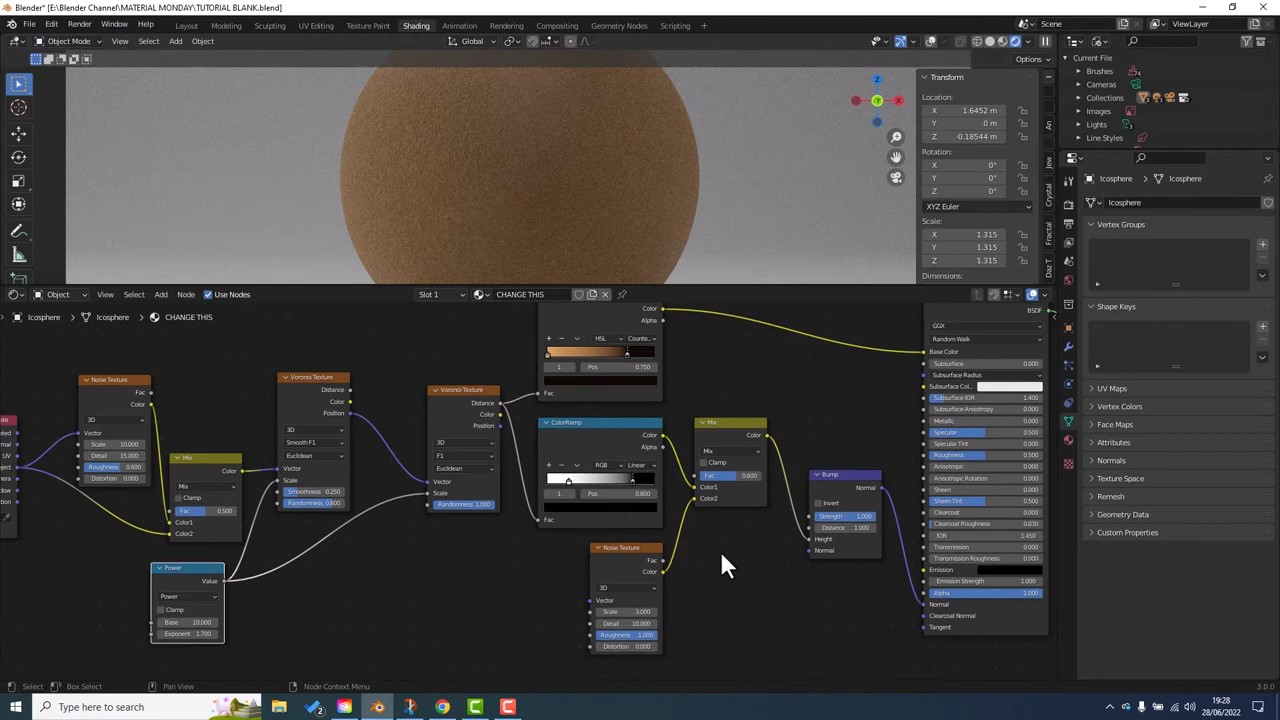 Blender* [E:\Blender Channel\MATERIAL MONDAY\TUTORIAL BLANK.blend]
File Edit Render Window Help Layout Modeling Sculpting UV Editing Texture Paint Shading Animation Rendering Compositing Geometry Nodes Scripting Scene ViewLayer
Object Mode View Select Add Object Global
Options
Transform
Location:
X 1.6452 m
Y 0 m
Z -0.18544 m
Rotation:
X 0°
Y 0°
Z 0°
XYZ Euler
Scale:
X 1.315
Y 1.315
Z 1.315
Dimensions:
An
Jew
Crystal
Fractal
Daz T
Current File
Brushes
Cameras
Collections
Images
Lights
Line Styles
Icosphere Icosphere
Icosphere
Vertex Groups
Shape Keys
UV Maps
Color Attributes
Face Maps
Attributes
Normals
Texture Space
Remesh
Geometry Data
Custom Properties
Object View Select Add Node Use Nodes Slot 1 CHANGE THIS
Icosphere Icosphere CHANGE THIS
Noise Texture
Fac
Color
3D
Vector
Scale 10.000
Detail 15.000
Roughness 0.600
Distortion 0.000
Mix
Color
Mix
Clamp
Fac 0.500
Color1
Color2
Power
Value
Power
Clamp
Base 10.000
Exponent 1.700
Voronoi Texture
Distance
Color
Position
3D
Smooth F1
Euclidean
Vector
Scale
Smoothness 0.250
Randomness 0.800
Voronoi Texture
Distance
Color
Position
3D
F1
Euclidean
Vector
Scale
Randomness 1.000
Color
Alpha
HSL Counte...
1 Pos 0.750
Fac
ColorRamp
Color
Alpha
RGB Linear
1 Pos 0.800
Fac
Noise Texture
Fac
Color
3D
Vector
Scale 3.000
Detail 10.000
Roughness 1.000
Distortion 0.000
Mix
Color
Mix
Clamp
Fac 0.600
Color1
Color2
Bump
Normal
Invert
Strength 1.000
Distance 1.000
Height
Normal
BSDF
GGX
Random Walk
Base Color
Subsurface 0.000
Subsurface Radius
Subsurface Col...
Subsurface IOR 1.400
Subsurface Anisotropy 0.000
Metallic 0.000
Specular 0.500
Specular Tint 0.000
Roughness 0.500
Anisotropic 0.000
Anisotropic Rotation 0.000
Sheen 0.000
Sheen Tint 0.500
Clearcoat 0.000
Clearcoat Roughness 0.030
IOR 1.450
Transmission 0.000
Transmission Roughness 0.000
Emission
Emission Strength 1.000
Alpha 1.000
Normal
Clearcoat Normal
Tangent
Select Box Select Pan View Node Context Menu 3.0.0
Type here to search
19:28
28/06/2022